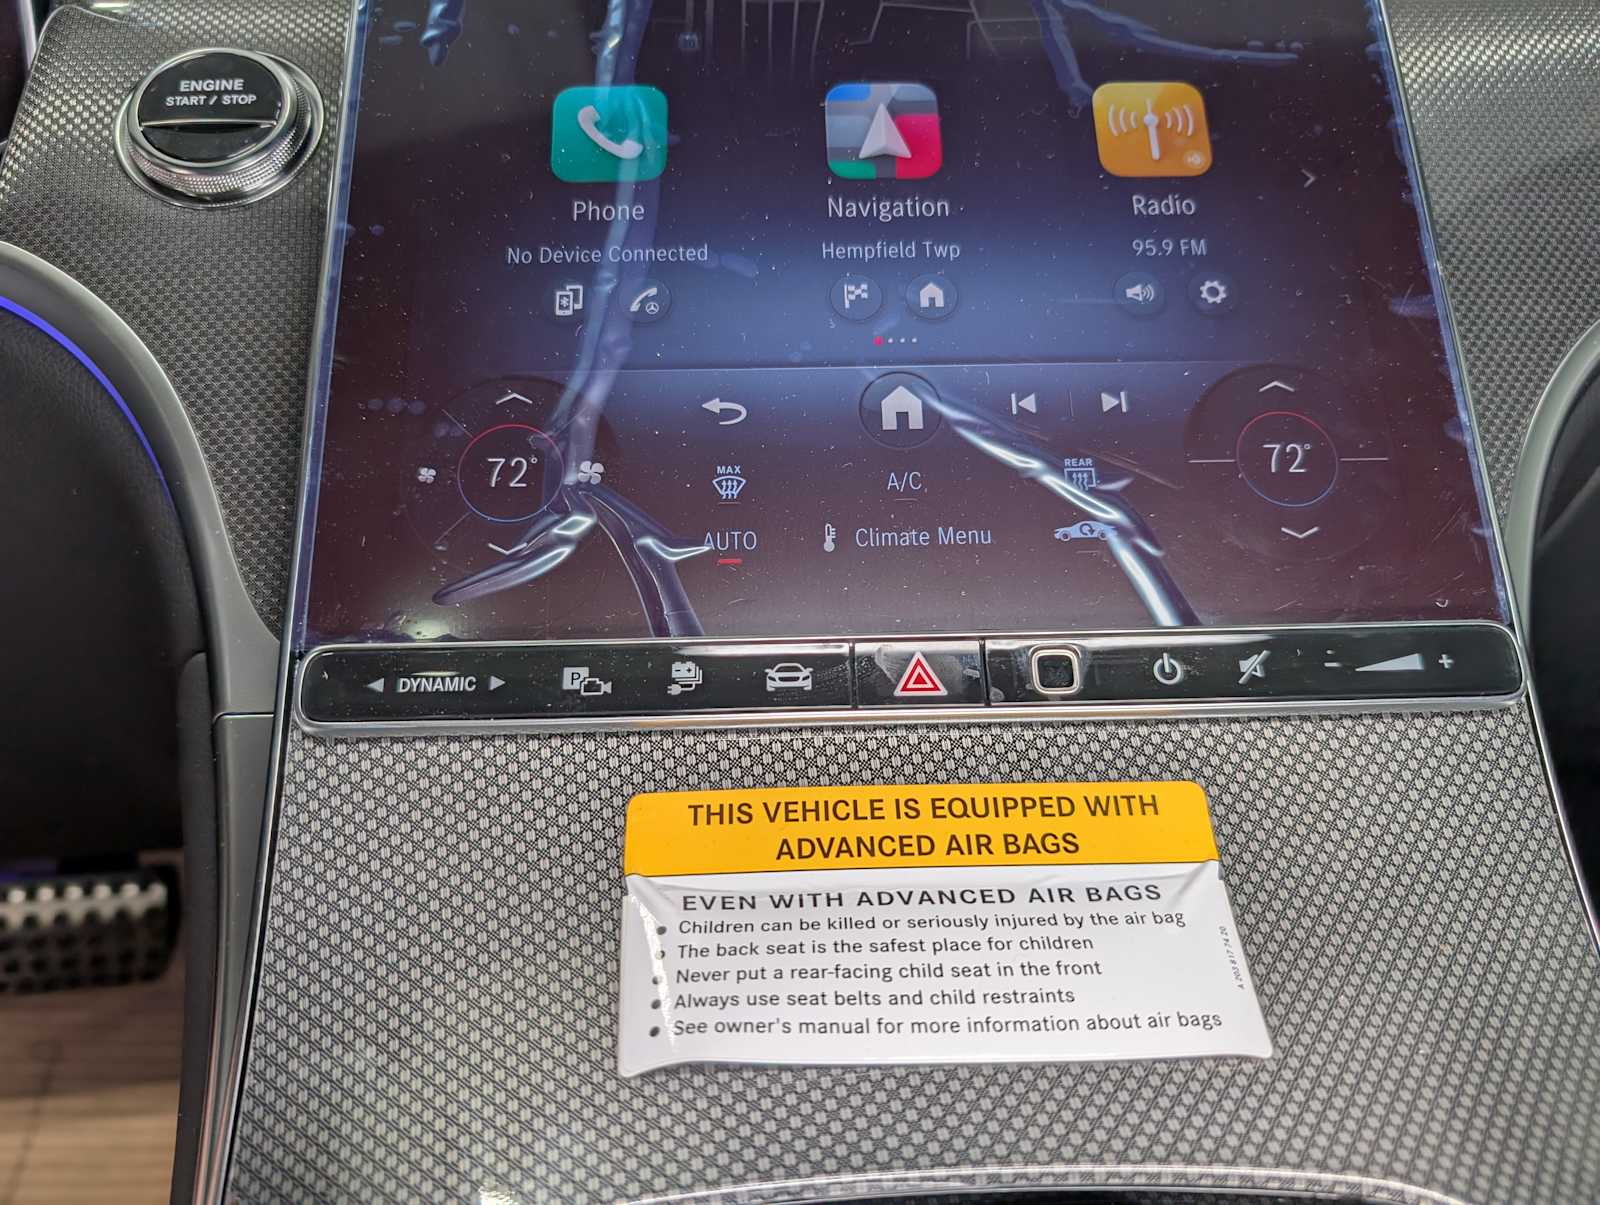 ENGINE
START / STOP
Phone
Navigation
Radio
No Device Connected
Hempfield Twp
95.9 FM
72°
MAX
A/C
REAR
72°
AUTO
Climate Menu
DYNAMIC
P
- +
THIS VEHICLE IS EQUIPPED WITH
ADVANCED AIR BAGS
EVEN WITH ADVANCED AIR BAGS
• Children can be killed or seriously injured by the air bag
• The back seat is the safest place for children
• Never put a rear-facing child seat in the front
• Always use seat belts and child restraints
• See owner's manual for more information about air bags